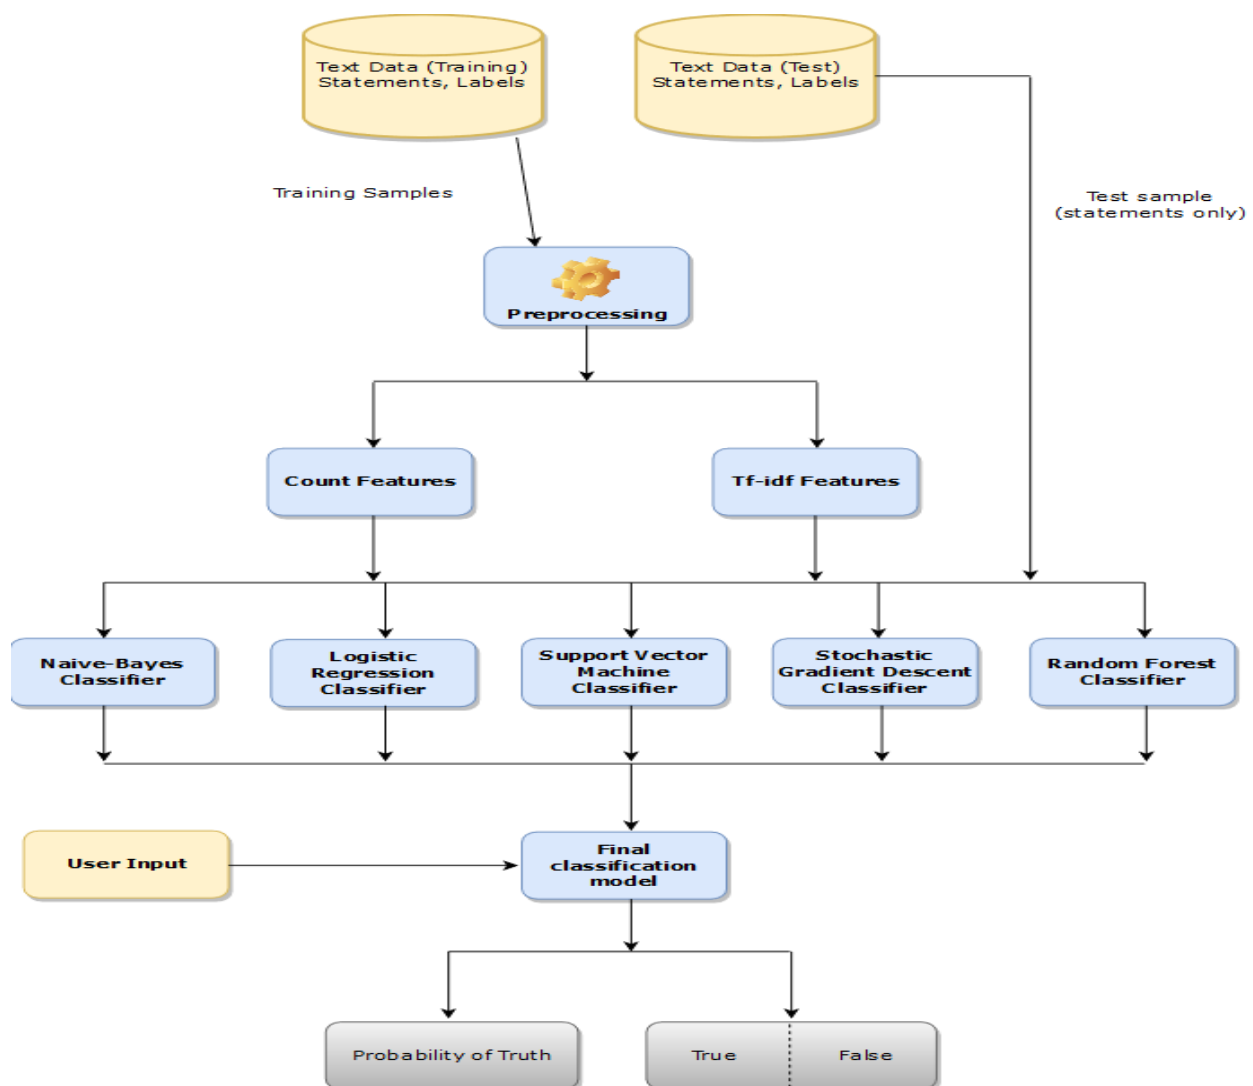 Text Data (Training)
Statements, Labels
Text Data (Test)
Statements, Labels
Training Samples
Test sample
(statements only)
Preprocessing
Count Features
Tf-idf Features
Naive-Bayes
Classifier
Logistic
Regression
Classifier
Support Vector
Machine
Classifier
Stochastic
Gradient Descent
Classifier
Random Forest
Classifier
User Input
Final
classification
model
Probability of Truth
True
False